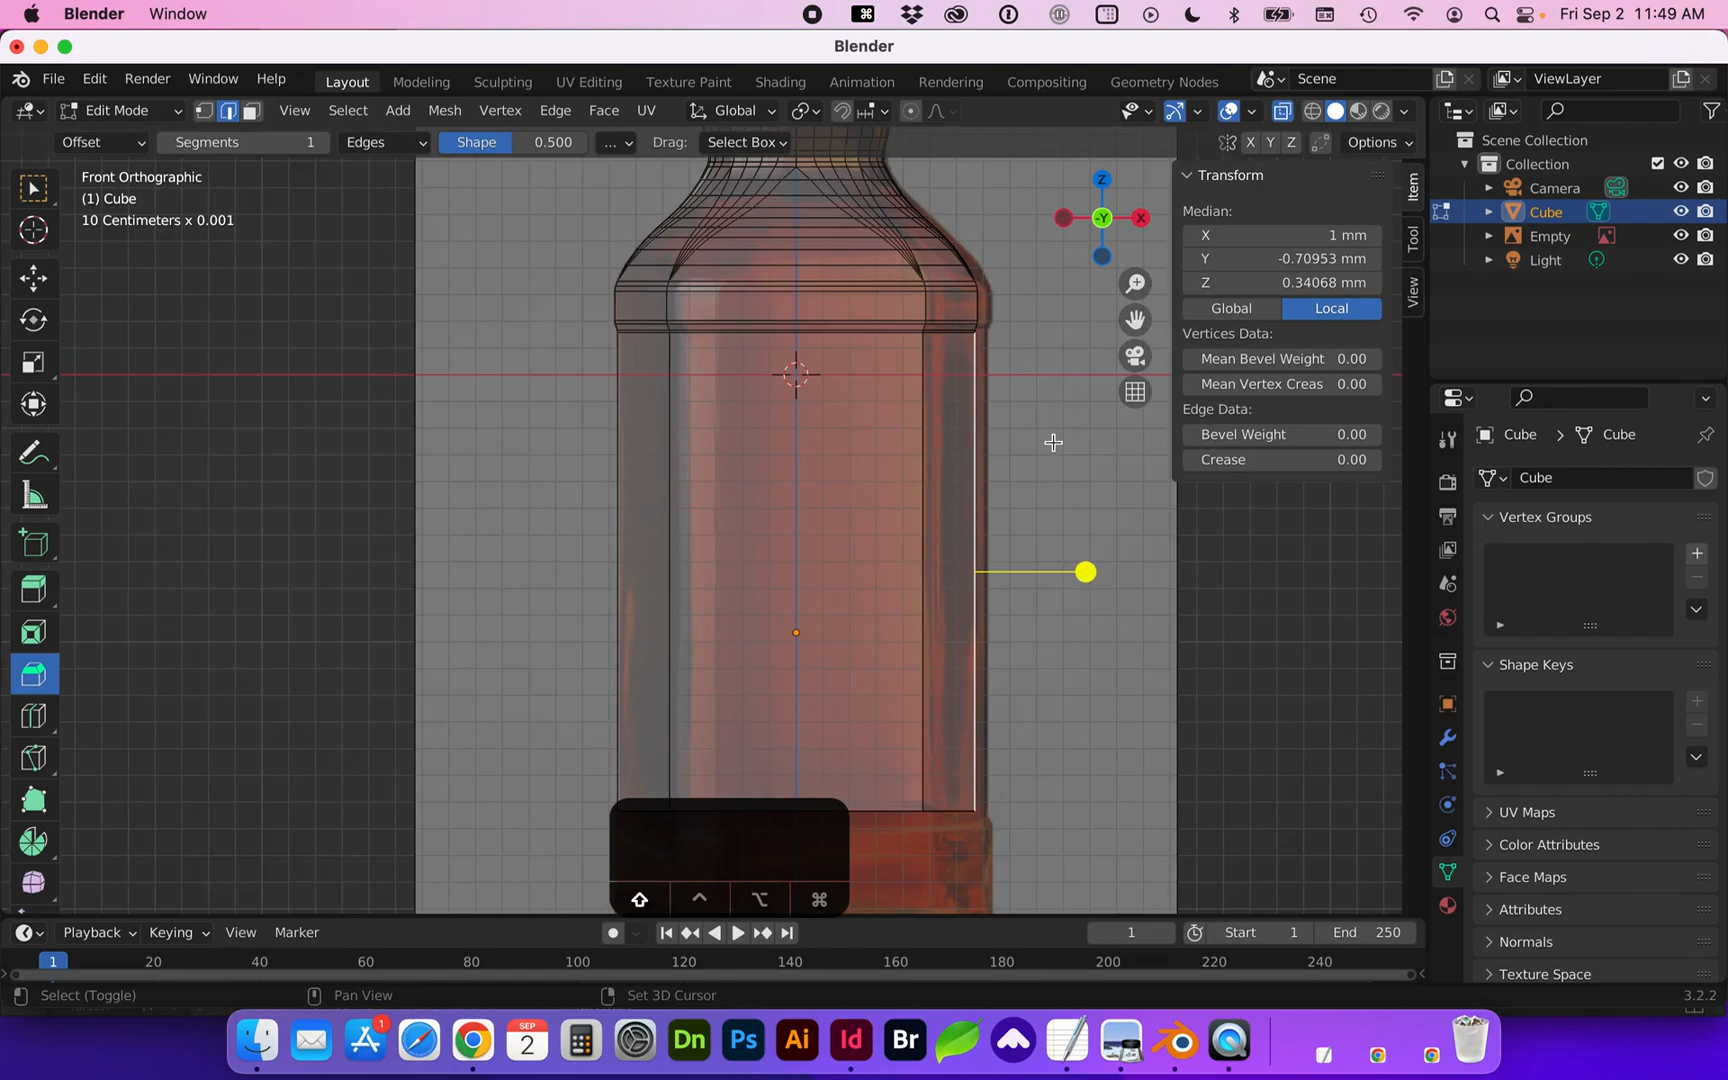 Blender Window Fri Sep 2 11:49 AM
Blender
File Edit Render Window Help Layout Modeling Sculpting UV Editing Texture Paint Shading Animation Rendering Compositing Geometry Nodes Scene ViewLayer
Edit Mode View Select Add Mesh Vertex Edge Face UV Global
Offset Segments 1 Edges Shape 0.500 ... Drag: Select Box X Y Z Options
Scene Collection
Collection
Camera
Cube
Empty
Light
Front Orthographic
(1) Cube
10 Centimeters x 0.001
Z
-Y X
Transform
Median:
X 1 mm
Y -0.70953 mm
Z 0.34068 mm
Global Local
Vertices Data:
Mean Bevel Weight 0.00
Mean Vertex Creas 0.00
Edge Data:
Bevel Weight 0.00
Crease 0.00
Item
Tool
View
Cube Cube
Cube
Vertex Groups
Shape Keys
UV Maps
Color Attributes
Face Maps
Attributes
Normals
Texture Space
Playback Keying View Marker 1 Start 1 End 250
1 20 40 60 80 100 120 140 160 180 200 220 240
Select (Toggle) Pan View Set 3D Cursor 3.2.2
1 SEP 2 Dn Ps Ai Id Br